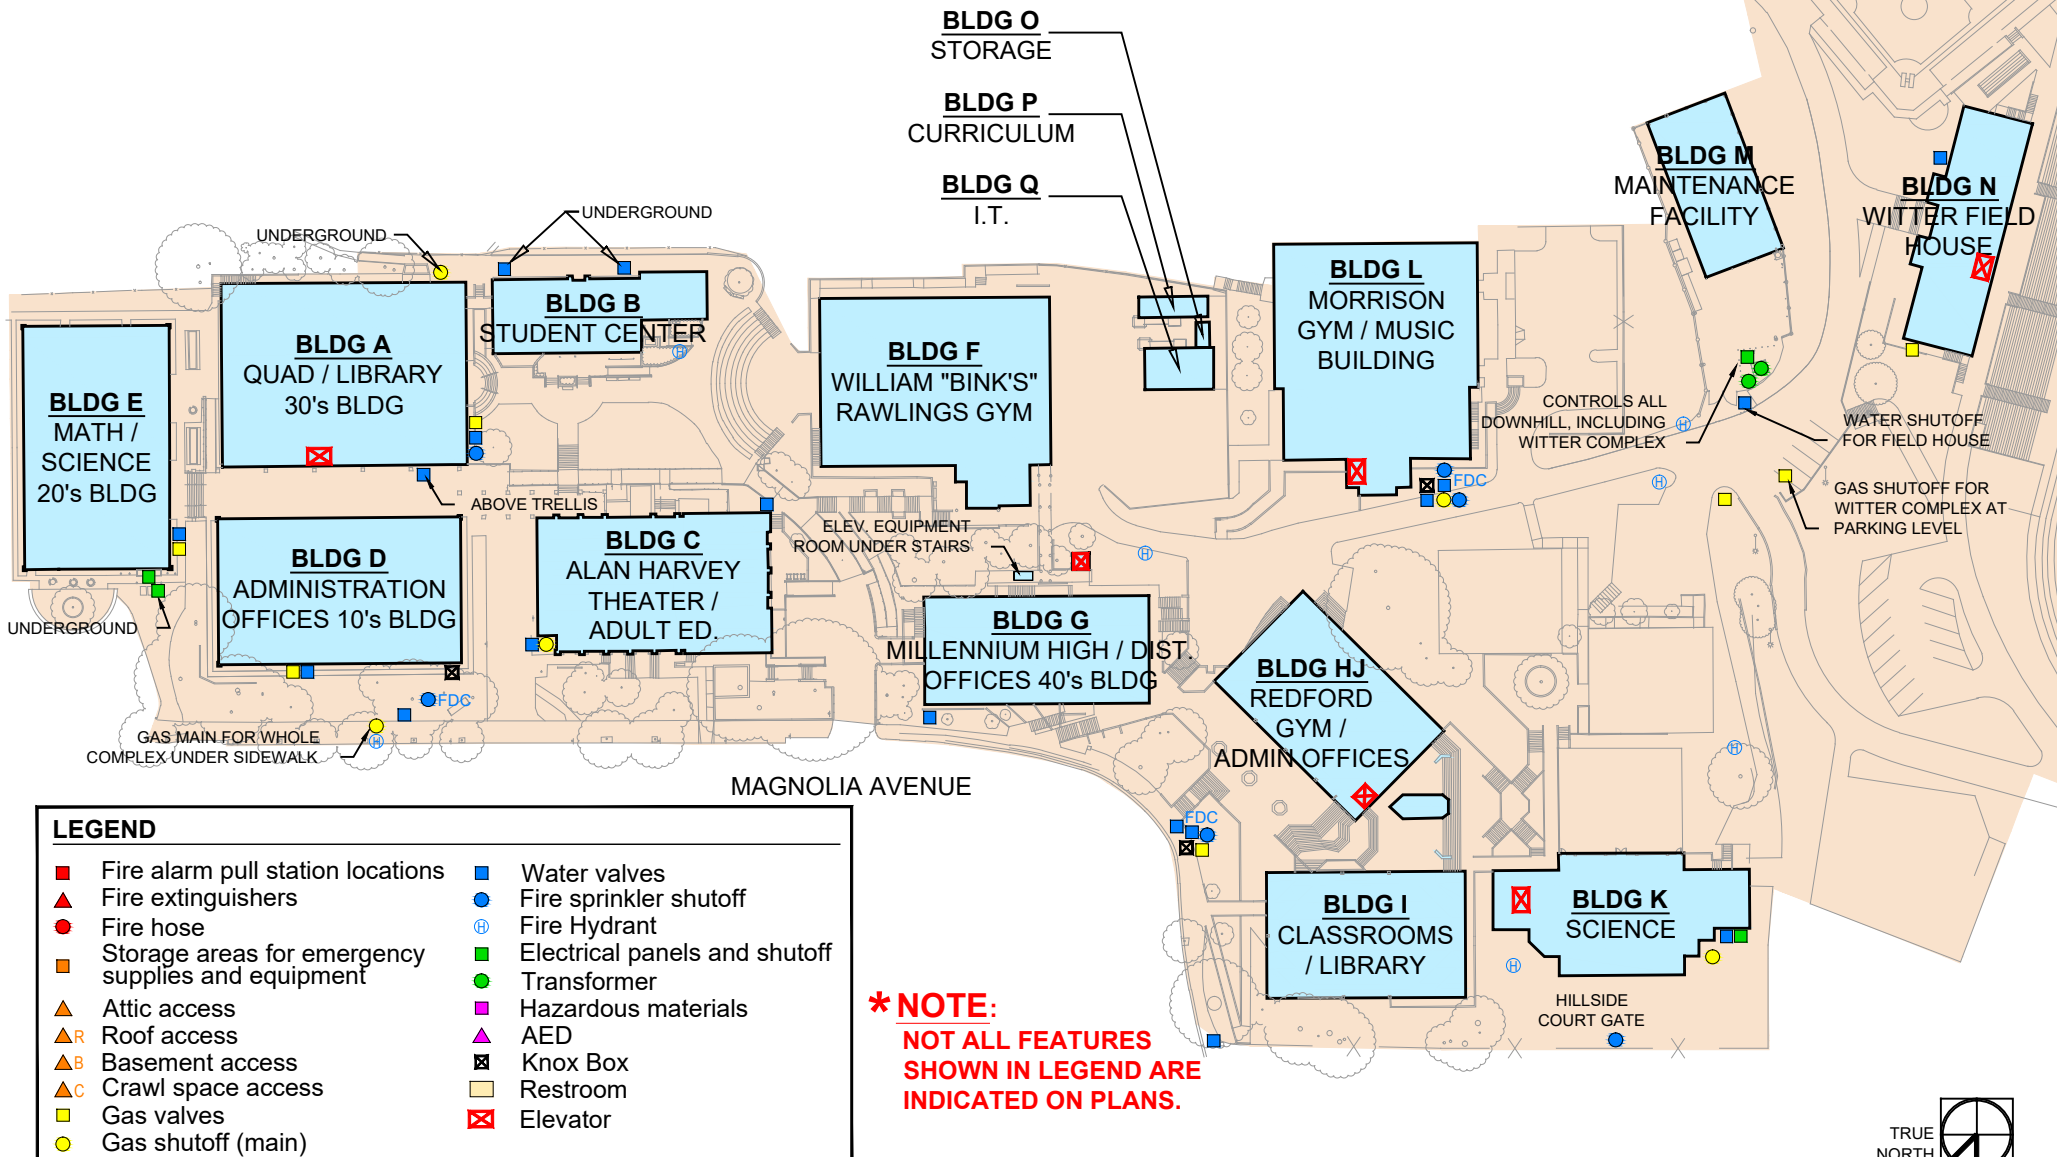 BLDG O
STORAGE
BLDG P
CURRICULUM
BLDG Q
I.T.
BLDG M
MAINTENANCE
FACILITY
BLDG N
WITTER FIELD
HOUSE
UNDERGROUND
UNDERGROUND
BLDG B
STUDENT CENTER
BLDG A
QUAD / LIBRARY
30's BLDG
BLDG E
MATH /
SCIENCE
20's BLDG
BLDG F
WILLIAM "BINK'S"
RAWLINGS GYM
BLDG L
MORRISON
GYM / MUSIC
BUILDING
H
CONTROLS ALL
DOWNHILL, INCLUDING
WITTER COMPLEX
H
WATER SHUTOFF
FOR FIELD HOUSE
FDC
H
GAS SHUTOFF FOR
WITTER COMPLEX AT
PARKING LEVEL
ABOVE TRELLIS
ELEV. EQUIPMENT
ROOM UNDER STAIRS
H
BLDG D
ADMINISTRATION
OFFICES 10's BLDG
BLDG C
ALAN HARVEY
THEATER /
ADULT ED.
UNDERGROUND
BLDG G
MILLENNIUM HIGH / DIST.
OFFICES 40's BLDG
BLDG HJ
REDFORD
GYM /
ADMIN OFFICES
FDC
H
GAS MAIN FOR WHOLE
COMPLEX UNDER SIDEWALK
H
MAGNOLIA AVENUE
FDC
BLDG I
CLASSROOMS
/ LIBRARY
BLDG K
SCIENCE
H
HILLSIDE
COURT GATE
LEGEND
Fire alarm pull station locations
Fire extinguishers
Fire hose
Storage areas for emergency
supplies and equipment
Attic access
R Roof access
B Basement access
C Crawl space access
Gas valves
Gas shutoff (main)
Water valves
Fire sprinkler shutoff
H Fire Hydrant
Electrical panels and shutoff
Transformer
Hazardous materials
AED
Knox Box
Restroom
Elevator
* NOTE:
NOT ALL FEATURES
SHOWN IN LEGEND ARE
INDICATED ON PLANS.
TRUE
NORTH